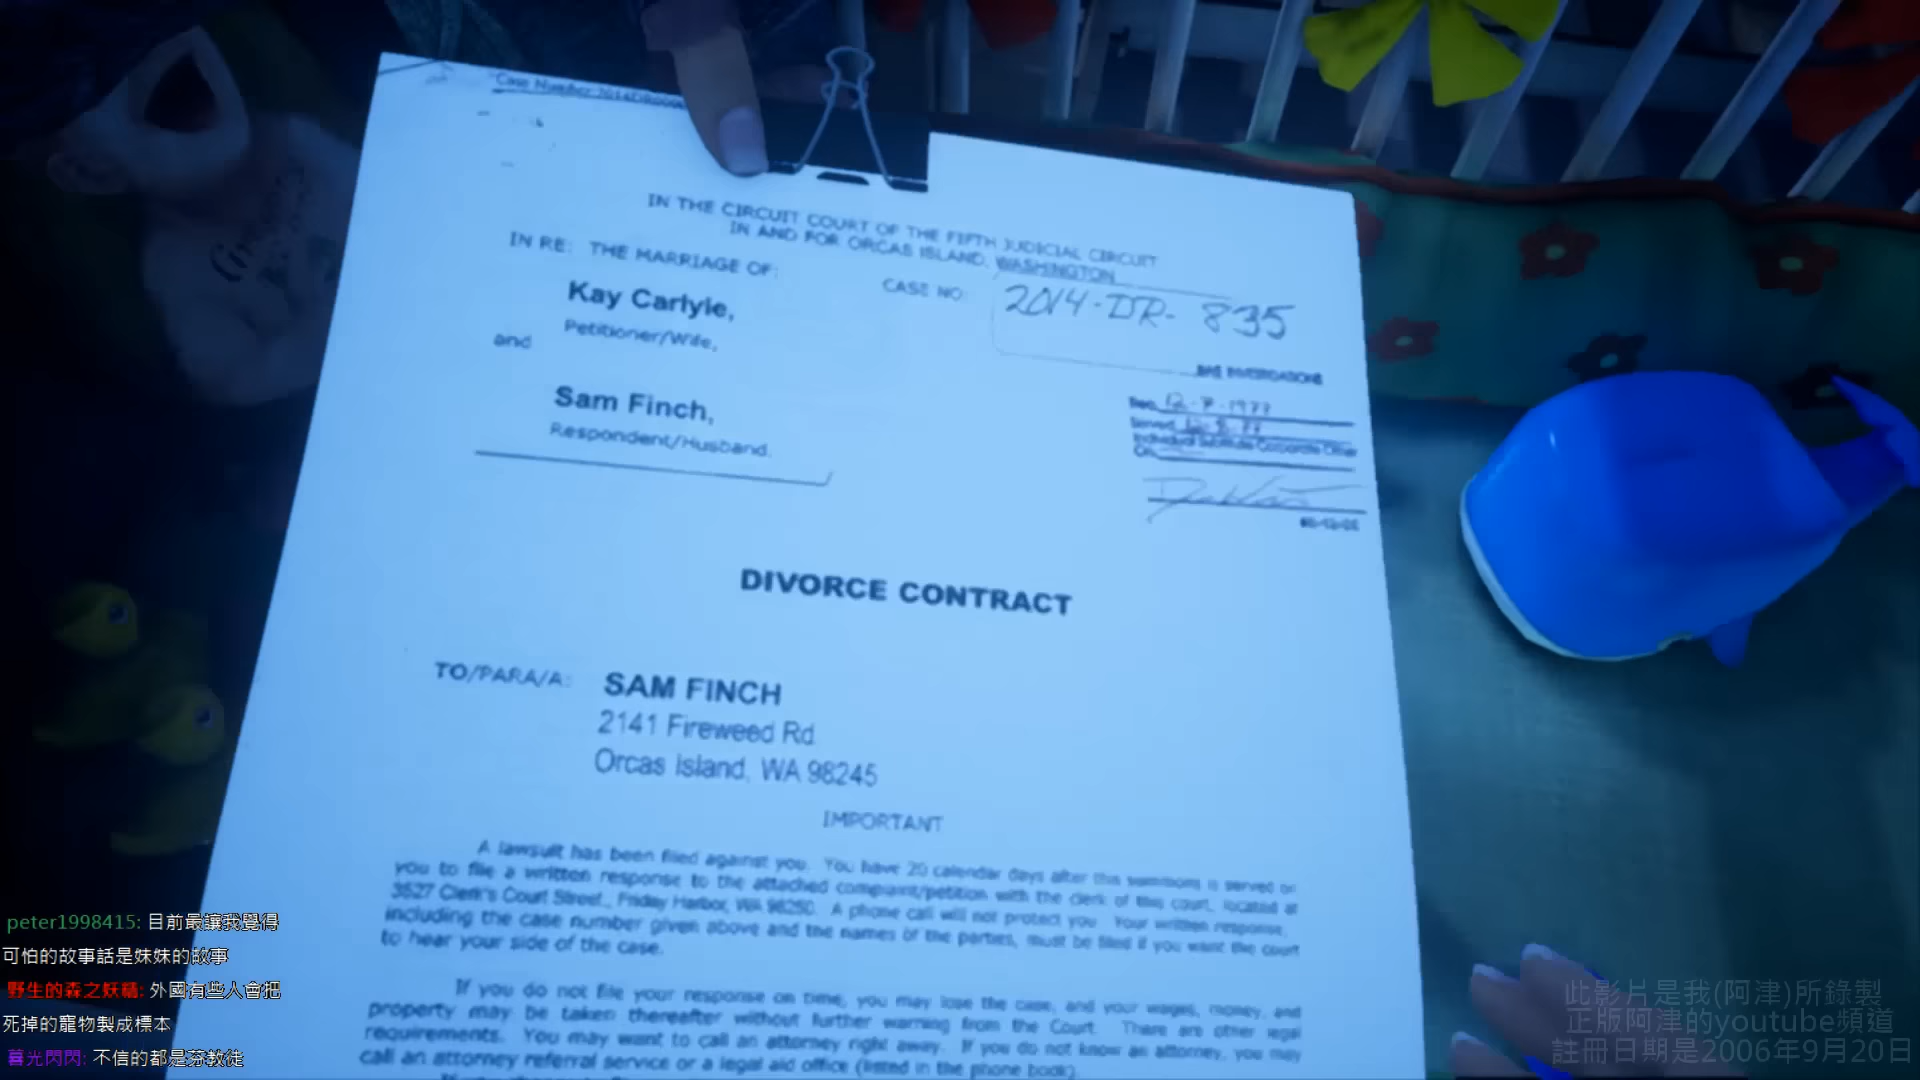 IN THE CIRCUIT COURT OF THE FIFTH JUDICIAL CIRCUIT
IN AND FOR ORCAS ISLAND, WASHINGTON
IN RE: THE MARRIAGE OF:
Kay Carlyle,
Petitioner/Wife,
and
Sam Finch,
Respondent/Husband.
CASE NO: 2014-DR- 835
DIVORCE CONTRACT
TO/PARA/A: SAM FINCH
2141 Fireweed Rd
Orcas Island, WA 98245
IMPORTANT
A lawsuit has been filed against you. You have 20 calendar days after this summons is served on
you to file a written response to the attached complaint/petition with the clerk of this court, located at
3527 Clerk's Court Street., Friday Harbor, WA 98250. A phone call will not protect you. Your written response,
including the case number given above and the names of the parties, must be filed if you want the court
to hear your side of the case.
If you do not file your response on time, you may lose the case, and your wages, money, and
property may be taken thereafter without further warning from the Court. There are other legal
requirements. You may want to call an attorney right away. If you do not know an attorney, you may
call an attorney referral service or a legal aid office (listed in the phone book).
peter1998415: 目前最讓我覺得
可怕的故事話是妹妹的故事
野生的森之妖精: 外國有些人會把
死掉的寵物製成標本
暮光閃閃: 不信的都是芬教徒
此影片是我(阿津)所錄製
正版阿津的youtube頻道
註冊日期是2006年9月20日